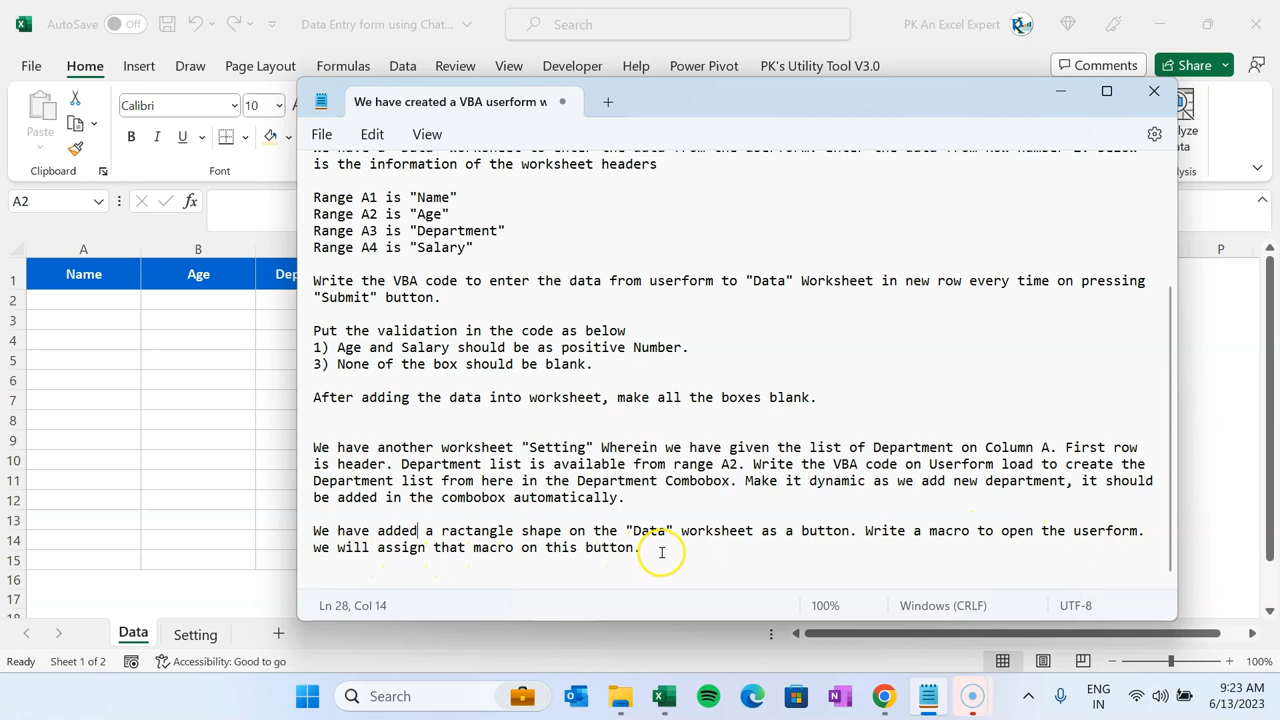 AutoSave
Off
Data Entry form using Chat...
Search
PK An Excel Expert
File
Home
Insert
Draw
Page Layout
Formulas
Data
Review
View
Developer
Help
Power Pivot
PK's Utility Tool V3.0
Comments
Share
We have created a VBA userform w
File
Edit
View
Paste
Calibri
10
B I U
Clipboard
Font
A2
fx
A
B
P
1
Name
Age
2
3
4
5
6
7
8
9
10
11
12
13
14
15
16
17
is the information of the worksheet headers
Range A1 is "Name"
Range A2 is "Age"
Range A3 is "Department"
Range A4 is "Salary"
Write the VBA code to enter the data from userform to "Data" Worksheet in new row every time on pressing
"Submit" button.
Put the validation in the code as below
1) Age and Salary should be as positive Number.
3) None of the box should be blank.
After adding the data into worksheet, make all the boxes blank.
We have another worksheet "Setting" Wherein we have given the list of Department on Column A. First row
is header. Department list is available from range A2. Write the VBA code on Userform load to create the
Department list from here in the Department Combobox. Make it dynamic as we add new department, it should
be added in the combobox automatically.
We have added a ractangle shape on the "Data" worksheet as a button. Write a macro to open the userform.
we will assign that macro on this button.
Ln 28, Col 14
100%
Windows (CRLF)
UTF-8
Data
Setting
Ready
Sheet 1 of 2
Accessibility: Good to go
100%
Search
ENG
IN
9:23 AM
6/13/2023